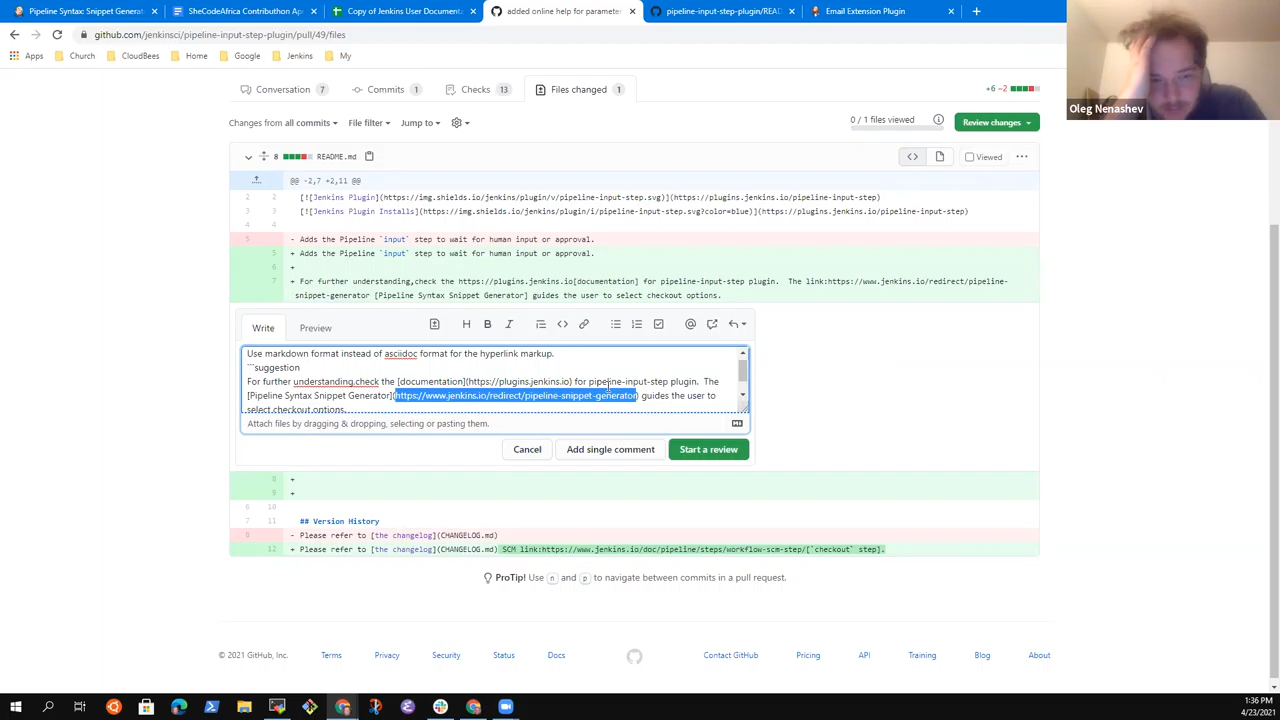 Pipeline Syntax: Snippet Generat
SheCodeAfrica Contributhon Ap
Copy of Jenkins User Documenta
added online help for parameter
pipeline-input-step-plugin/READ
Email Extension Plugin
github.com/jenkinsci/pipeline-input-step-plugin/pull/49/files
Apps
Church
CloudBees
Home
Google
Jenkins
My
Oleg Nenashev
Conversation 7
Commits 1
Checks 13
Files changed 1
+6 −2
Changes from all commits
File filter
Jump to
0 / 1 files viewed
Review changes
8 README.md
Viewed
@@ -2,7 +2,11 @@
2 2 [![Jenkins Plugin](https://img.shields.io/jenkins/plugin/v/pipeline-input-step.svg)](https://plugins.jenkins.io/pipeline-input-step)
3 3 [![Jenkins Plugin Installs](https://img.shields.io/jenkins/plugin/i/pipeline-input-step.svg?color=blue)](https://plugins.jenkins.io/pipeline-input-step)
4 4
5 - Adds the Pipeline `input` step to wait for human input or approval.
5 + Adds the Pipeline `input` step to wait for human input or approval.
6 +
7 + For further understanding,check the https://plugins.jenkins.io[documentation] for pipeline-input-step plugin. The link:https://www.jenkins.io/redirect/pipeline-
snippet-generator [Pipeline Syntax Snippet Generator] guides the user to select checkout options.
Write
Preview
Use markdown format instead of asciidoc format for the hyperlink markup.
```suggestion
For further understanding,check the [documentation](https://plugins.jenkins.io) for pipeline-input-step plugin. The
[Pipeline Syntax Snippet Generator](https://www.jenkins.io/redirect/pipeline-snippet-generator) guides the user to
select checkout options.
Attach files by dragging & dropping, selecting or pasting them.
Cancel
Add single comment
Start a review
8 +
9 +
6 10
7 11 ## Version History
8 - Please refer to [the changelog](CHANGELOG.md)
12 + Please refer to [the changelog](CHANGELOG.md) SCM link:https://www.jenkins.io/doc/pipeline/steps/workflow-scm-step/[`checkout` step].
ProTip! Use n and p to navigate between commits in a pull request.
© 2021 GitHub, Inc.
Terms
Privacy
Security
Status
Docs
Contact GitHub
Pricing
API
Training
Blog
About
1:36 PM
4/23/2021